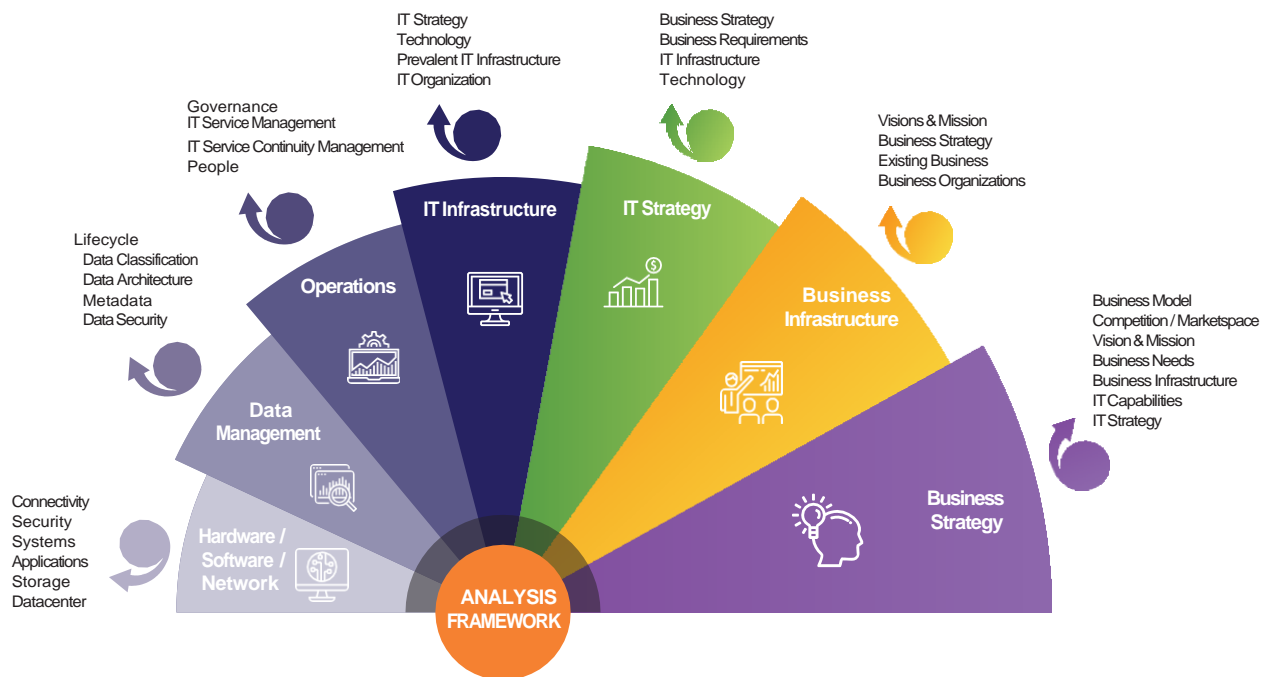 IT Strategy
Technology
Prevalent IT Infrastructure
IT Organization
Business Strategy
Business Requirements
IT Infrastructure
Technology
Governance
IT Service Management
IT Service Continuity Management
People
Visions & Mission
Business Strategy
Existing Business
Business Organizations
Lifecycle
Data Classification
Data Architecture
Metadata
Data Security
Business Model
Competition / Marketspace
Vision & Mission
Business Needs
Business Infrastructure
IT Capabilities
IT Strategy
Connectivity
Security
Systems
Applications
Storage
Datacenter
Hardware /
Software /
Network
Data
Management
Operations
IT Infrastructure
IT Strategy
Business
Infrastructure
Business
Strategy
$
ANALYSIS
FRAMEWORK